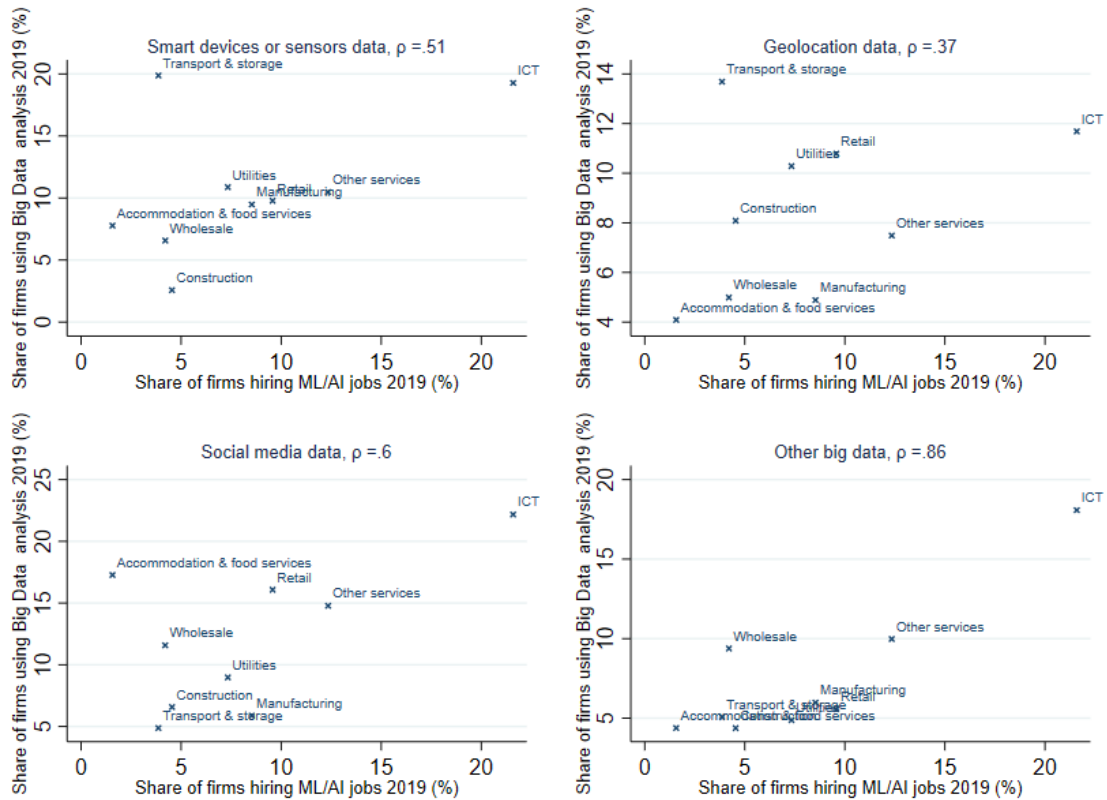 Smart devices or sensors data, ρ =.51
Share of firms using Big Data analysis 2019 (%)
20
15
10
5
0
Transport & storage
ICT
Utilities
Other services
Retail
Manufacturing
Accommodation & food services
Wholesale
Construction
0 5 10 15 20
Share of firms hiring ML/AI jobs 2019 (%)
Geolocation data, ρ =.37
Share of firms using Big Data analysis 2019 (%)
14
12
10
8
6
4
Transport & storage
ICT
Retail
Utilities
Construction
Other services
Wholesale
Manufacturing
Accommodation & food services
0 5 10 15 20
Share of firms hiring ML/AI jobs 2019 (%)
Social media data, ρ =.6
Share of firms using Big Data analysis 2019 (%)
25
20
15
10
5
ICT
Accommodation & food services
Retail
Other services
Wholesale
Utilities
Construction
Manufacturing
Transport & storage
0 5 10 15 20
Share of firms hiring ML/AI jobs 2019 (%)
Other big data, ρ =.86
Share of firms using Big Data analysis 2019 (%)
20
15
10
5
ICT
Other services
Wholesale
Manufacturing
Retail
Transport & storage
Utilities
Construction
Accommodation & food services
0 5 10 15 20
Share of firms hiring ML/AI jobs 2019 (%)